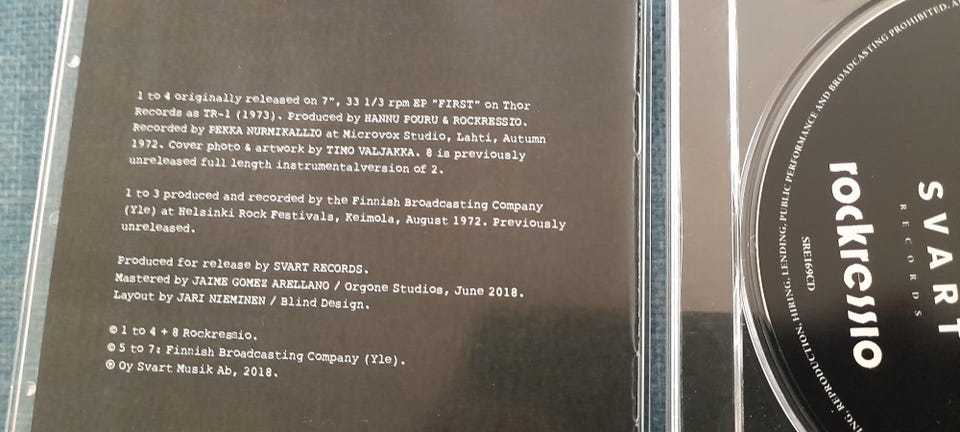 1 to 4 originally released on 7", 33 1/3 rpm EP "FIRST" on Thor
Records as TR-1 (1973). Produced by HANNU POURU & ROCKRESSIO.
Recorded by PEKKA NURMIKALLIO at Microvox Studio, Lahti, Autumn
1972. Cover photo & artwork by TIMO VALJAKKA. 8 is previously
unreleased full length instrumentalversion of 2.
1 to 3 produced and recorded by the Finnish Broadcasting Company
(Yle) at Helsinki Rock Festivals, Keimola, August 1972. Previously
unreleased.
Produced for release by SVART RECORDS.
Mastered by JAIME GOMEZ ARELLANO / Orgone Studios, June 2018.
Layout by JARI NIEMINEN / Blind Design.
© 1 to 4 + 8 Rockressio.
© 5 to 7: Finnish Broadcasting Company (Yle).
℗ Oy Svart Musik Ab, 2018.
SVART
RECORDS
rockressio
SRE169CD
REPRODUCTION, HIRING, LENDING, PUBLIC PERFORMANCE AND BROADCASTING PROHIBITED.